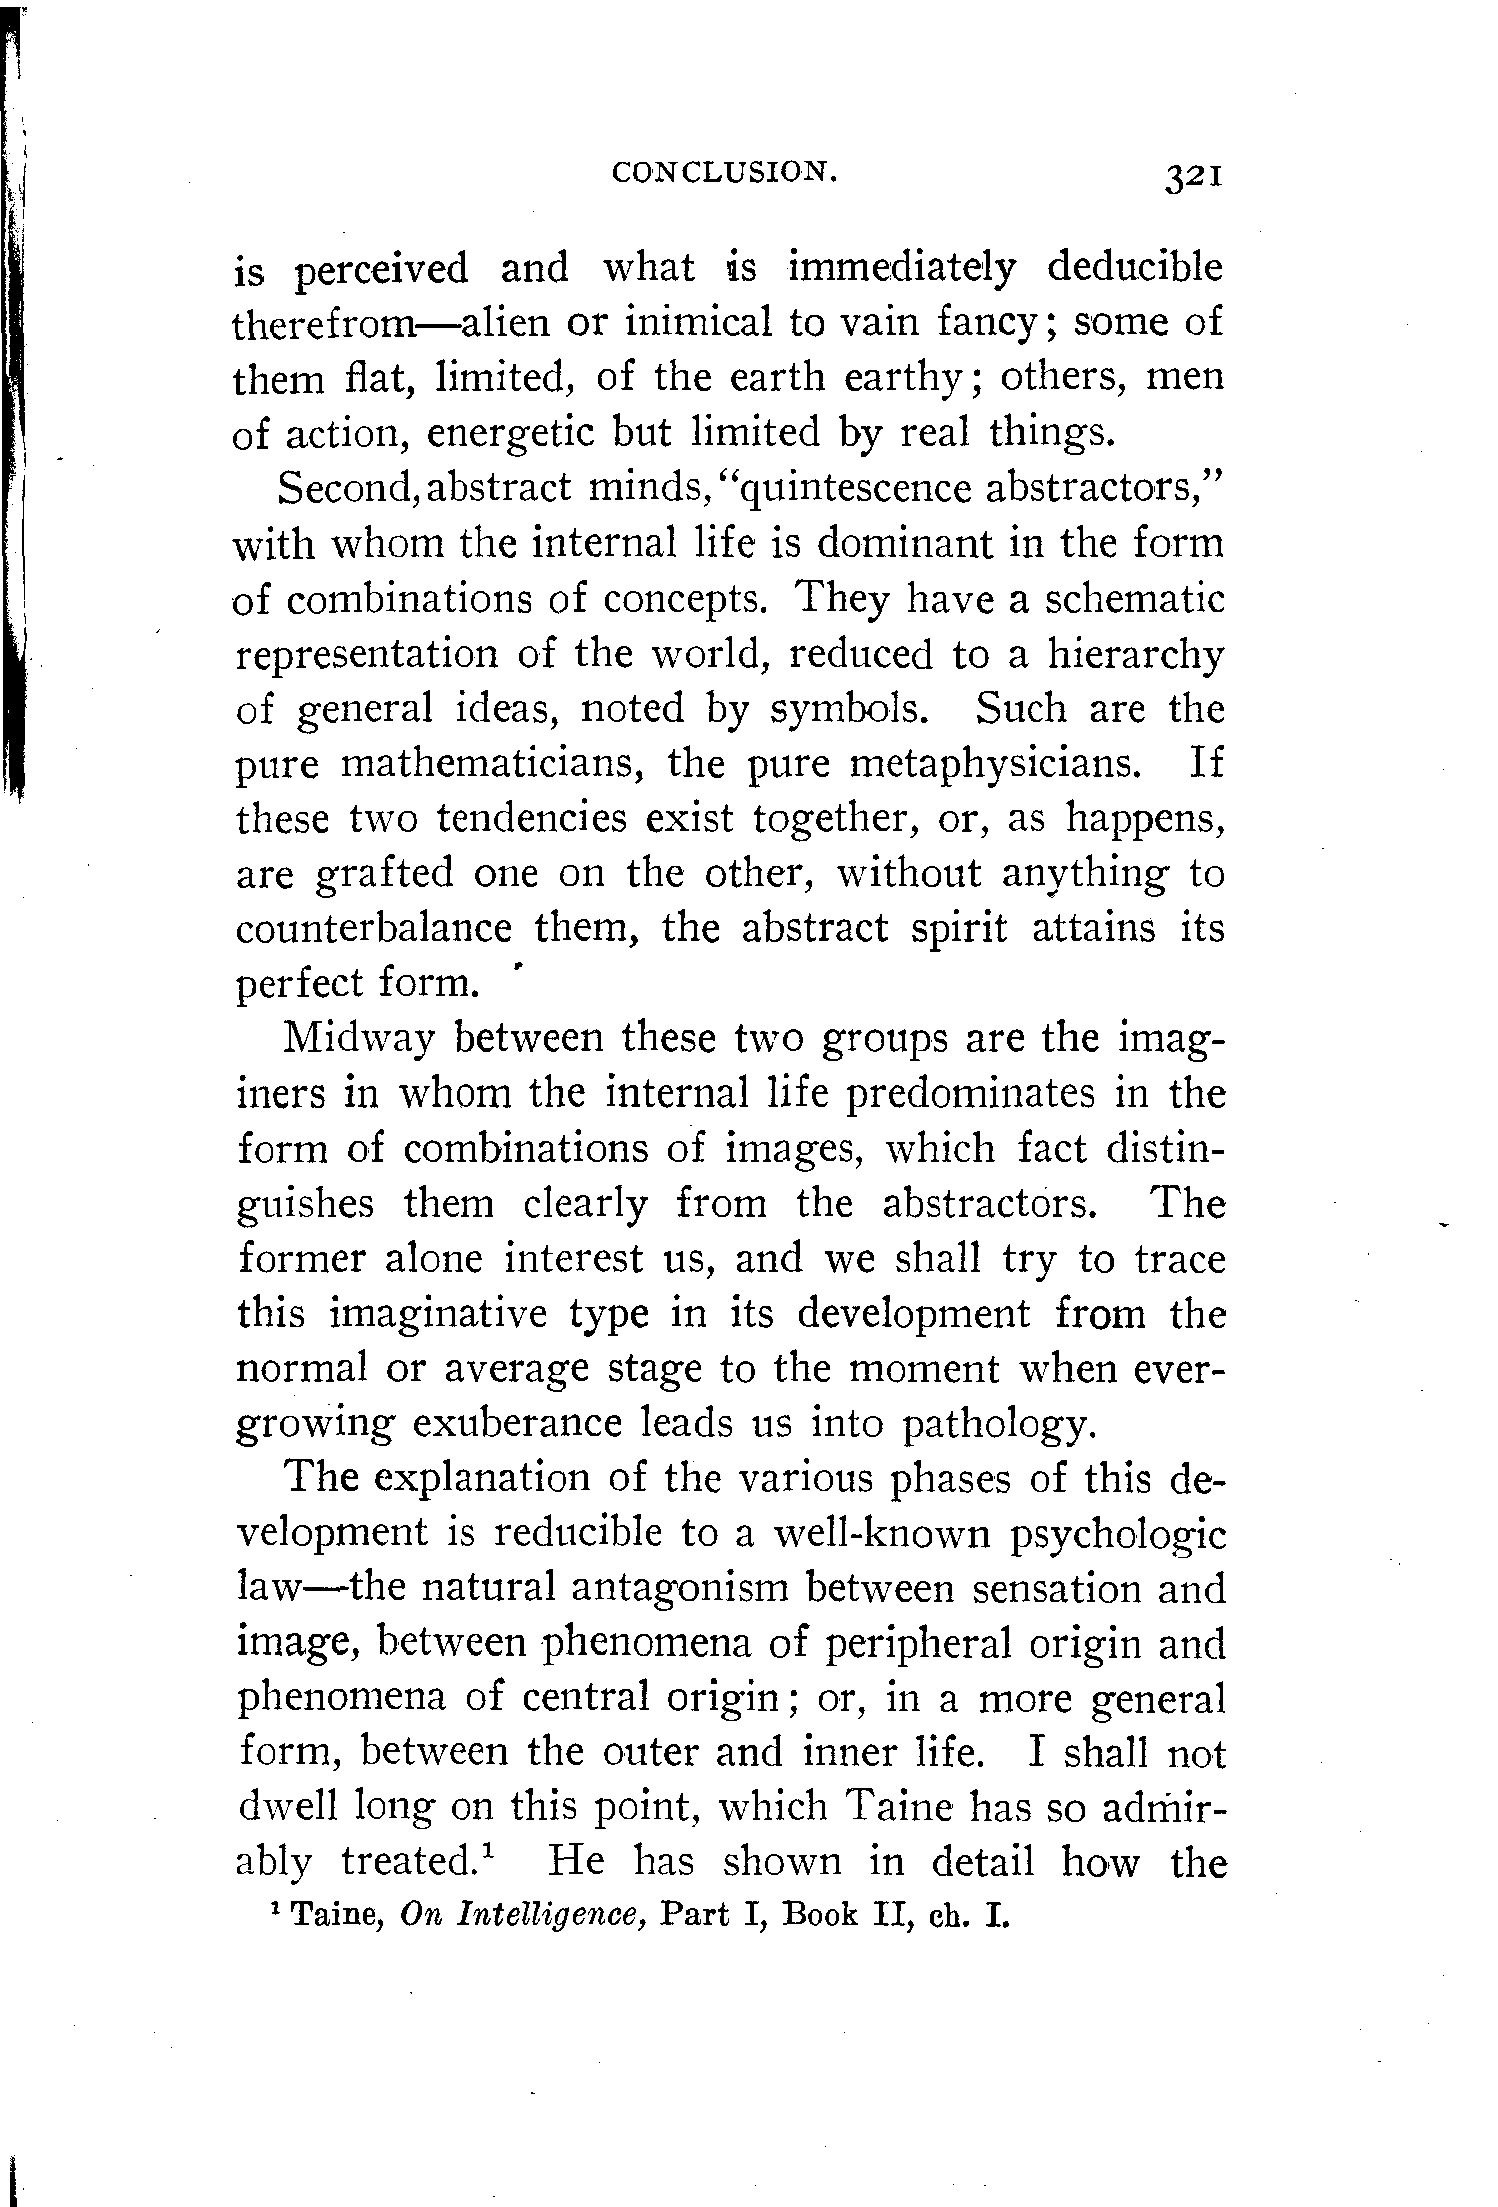 CONCLUSION. 321
is perceived and what is immediately deducible
therefrom—alien or inimical to vain fancy; some of
them flat, limited, of the earth earthy; others, men
of action, energetic but limited by real things.
Second, abstract minds, "quintescence abstractors,"
with whom the internal life is dominant in the form
of combinations of concepts. They have a schematic
representation of the world, reduced to a hierarchy
of general ideas, noted by symbols. Such are the
pure mathematicians, the pure metaphysicians. If
these two tendencies exist together, or, as happens,
are grafted one on the other, without anything to
counterbalance them, the abstract spirit attains its
perfect form.
Midway between these two groups are the imag-
iners in whom the internal life predominates in the
form of combinations of images, which fact distin-
guishes them clearly from the abstractors. The
former alone interest us, and we shall try to trace
this imaginative type in its development from the
normal or average stage to the moment when ever-
growing exuberance leads us into pathology.
The explanation of the various phases of this de-
velopment is reducible to a well-known psychologic
law—the natural antagonism between sensation and
image, between phenomena of peripheral origin and
phenomena of central origin; or, in a more general
form, between the outer and inner life. I shall not
dwell long on this point, which Taine has so admir-
ably treated.¹ He has shown in detail how the
¹ Taine, On Intelligence, Part I, Book II, ch. I.